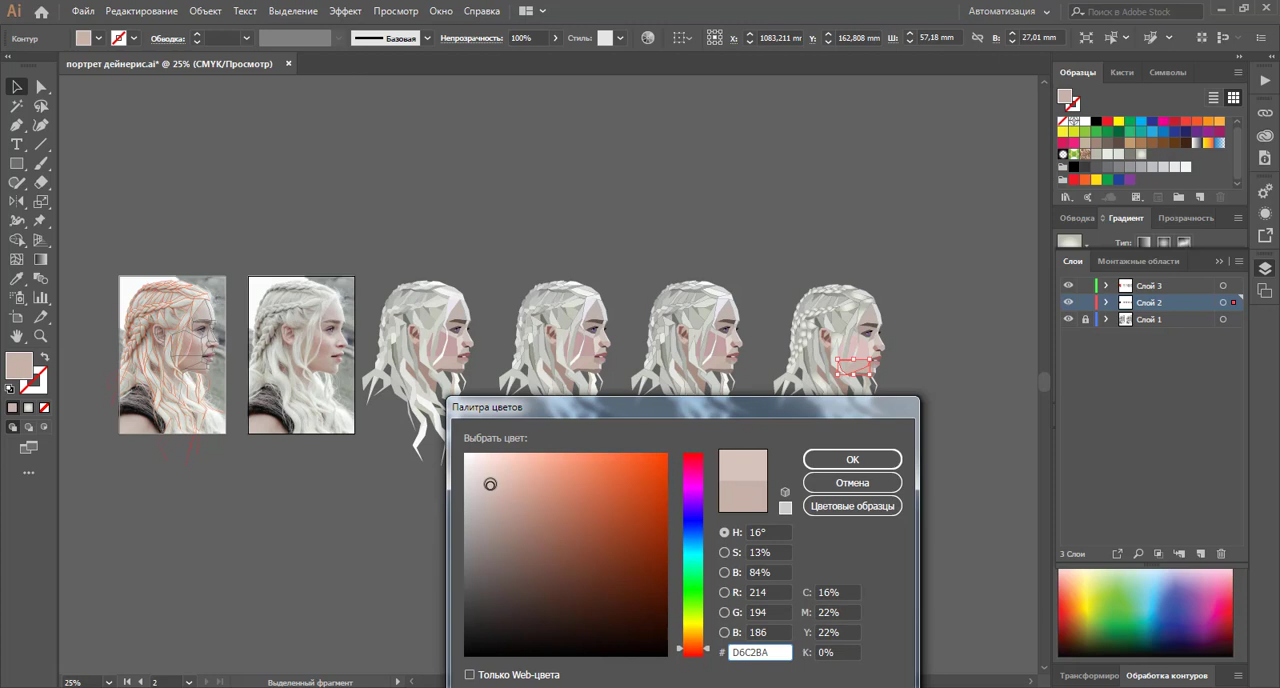 Ai
Файл Редактирование Объект Текст Выделение Эффект Просмотр Окно Справка
Автоматизация
Поиск в Adobe Stock
Контур
Обводка:
Базовая
Непрозрачность: 100%
Стиль:
X: 1083,211 mm
Y: 162,808 mm
Ш: 57,18 mm
В: 27,01 mm
портрет дейнерис.ai* @ 25% (CMYK/Просмотр)
Образцы Кисти Символы
Обводка Градиент Прозрачность
Тип:
Слои Монтажные области
Слой 3
Слой 2
Слой 1
3 Слои
Палитра цветов
Выбрать цвет:
OK
Отмена
Цветовые образцы
H: 16°
S: 13%
B: 84%
R: 214
C: 16%
G: 194
M: 22%
B: 186
Y: 22%
# D6C2BA
K: 0%
Только Web-цвета
25%
2
Выделенный фрагмент
Трансформиро Обработка контуров